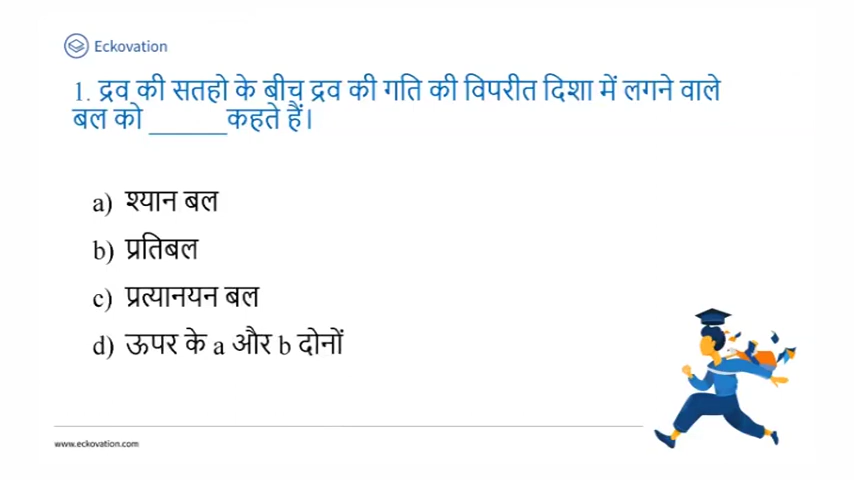 Eckovation
1. द्रव की सतहो के बीच द्रव की गति की विपरीत दिशा में लगने वाले
बल को ______कहते हैं।
a) श्यान बल
b) प्रतिबल
c) प्रत्यानयन बल
d) ऊपर के a और b दोनों
www.eckovation.com